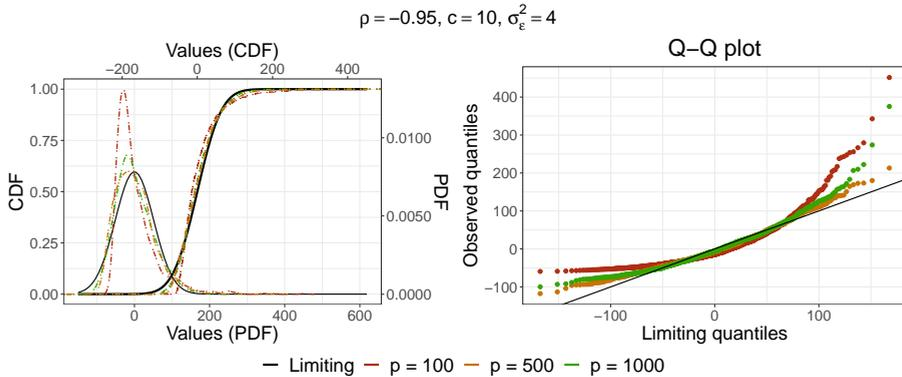 ρ = −0.95, c = 10, σ²ε = 4
Values (CDF)
−200 0 200 400
CDF
1.00
0.75
0.50
0.25
0.00
0.0100
0.0050
0.0000
PDF
0 200 400 600
Values (PDF)
Q−Q plot
Observed quantiles
400
300
200
100
0
−100
−100 0 100
Limiting quantiles
Limiting p = 100 p = 500 p = 1000